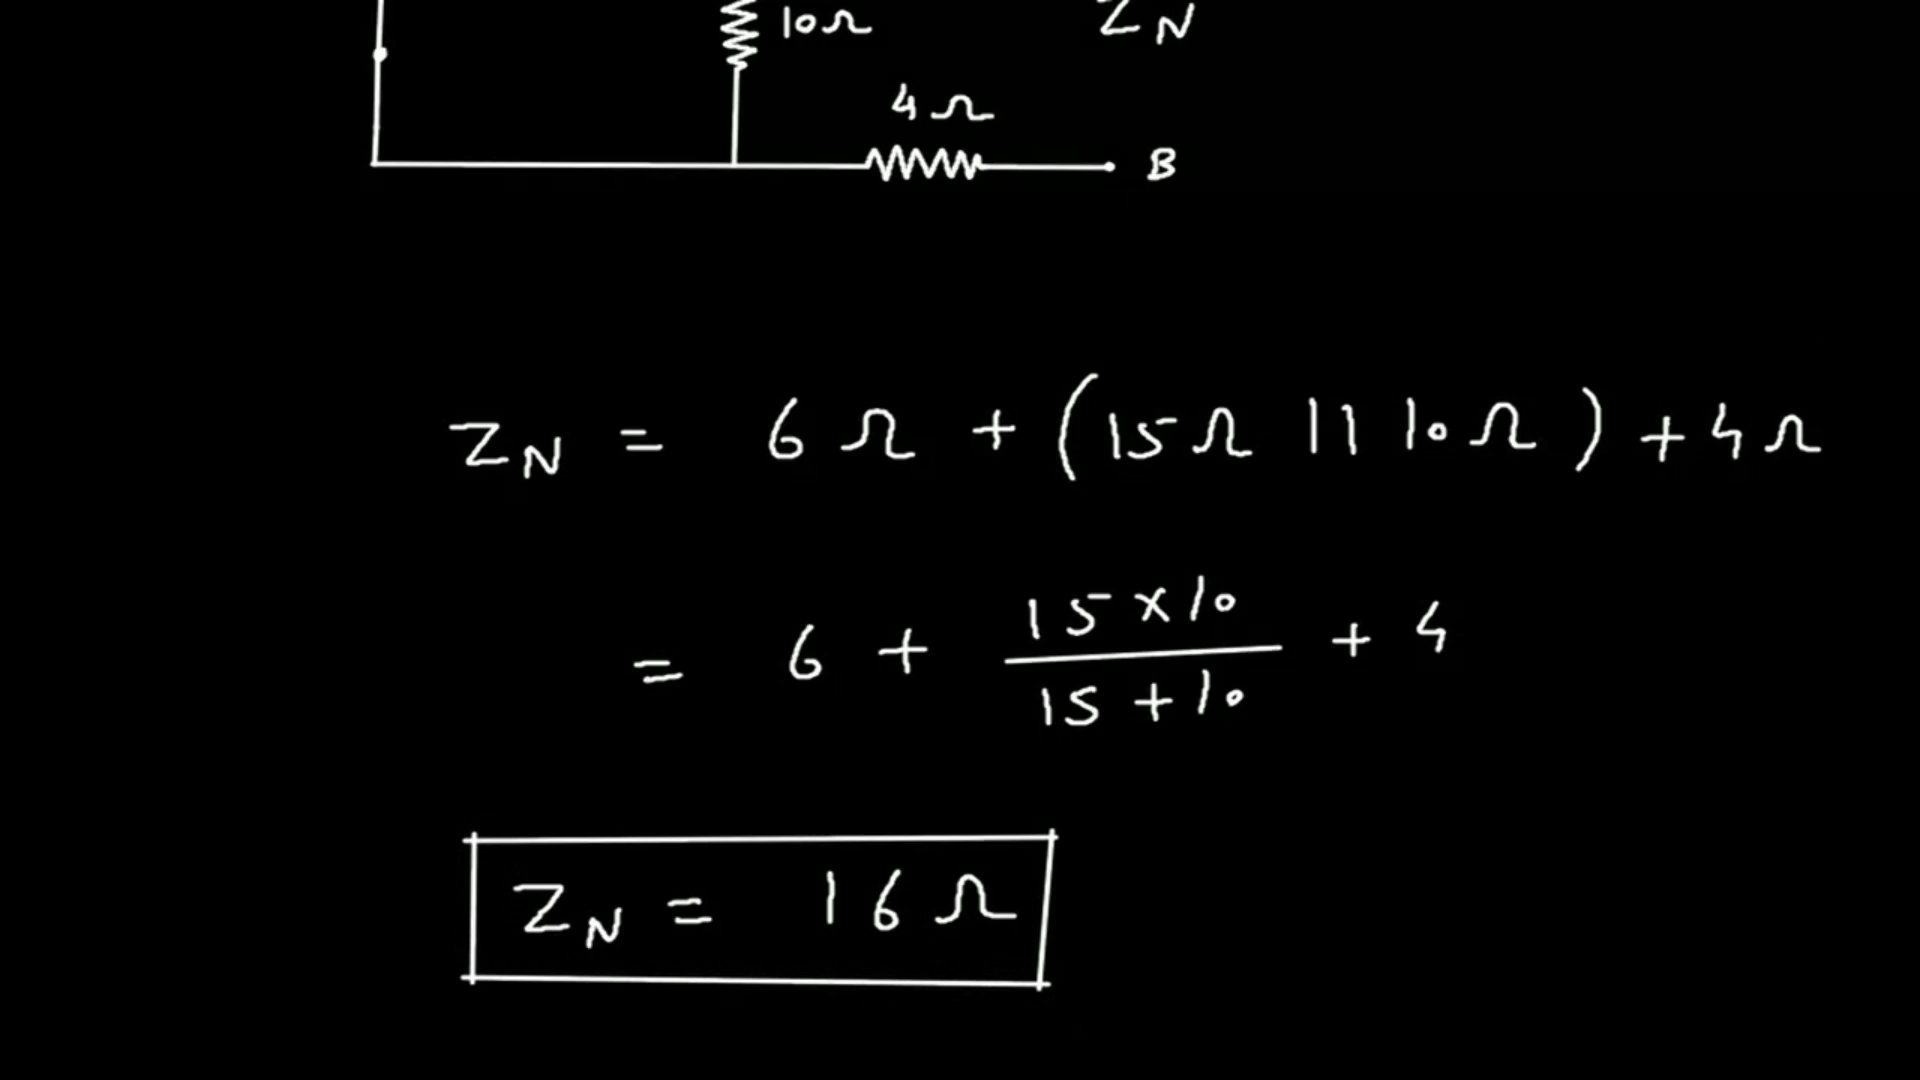 10Ω
Z_N
4Ω
B
Z_N = 6Ω + (15Ω || 10Ω) + 4Ω
= 6 + (15×10)/(15+10) + 4
Z_N = 16Ω